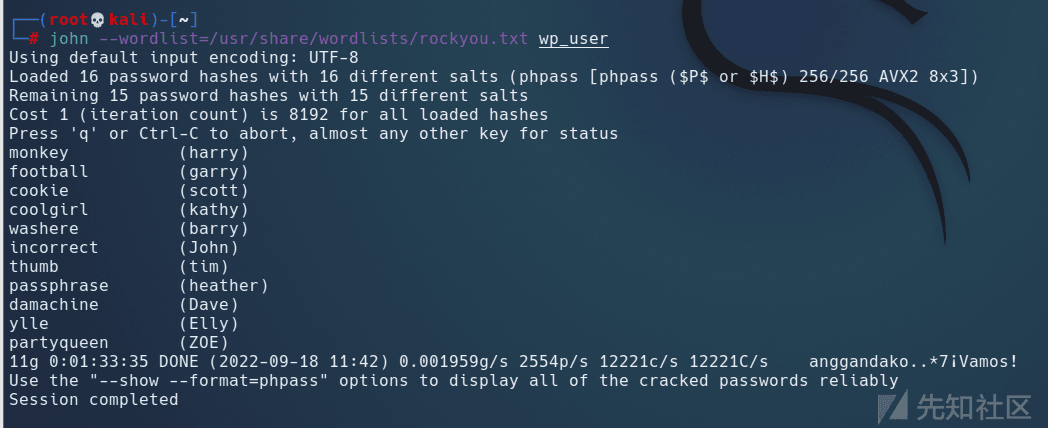 ┌──(root💀kali)-[~]
└─# john --wordlist=/usr/share/wordlists/rockyou.txt wp_user
Using default input encoding: UTF-8
Loaded 16 password hashes with 16 different salts (phpass [phpass ($P$ or $H$) 256/256 AVX2 8x3])
Remaining 15 password hashes with 15 different salts
Cost 1 (iteration count) is 8192 for all loaded hashes
Press 'q' or Ctrl-C to abort, almost any other key for status
monkey           (harry)
football         (garry)
cookie           (scott)
coolgirl         (kathy)
washere          (barry)
incorrect        (John)
thumb            (tim)
passphrase       (heather)
damachine        (Dave)
ylle             (Elly)
partyqueen       (ZOE)
11g 0:01:33:35 DONE (2022-09-18 11:42) 0.001959g/s 2554p/s 12221c/s 12221C/s    anggandako..*7¡Vamos!
Use the "--show --format=phpass" options to display all of the cracked passwords reliably
Session completed
先知社区